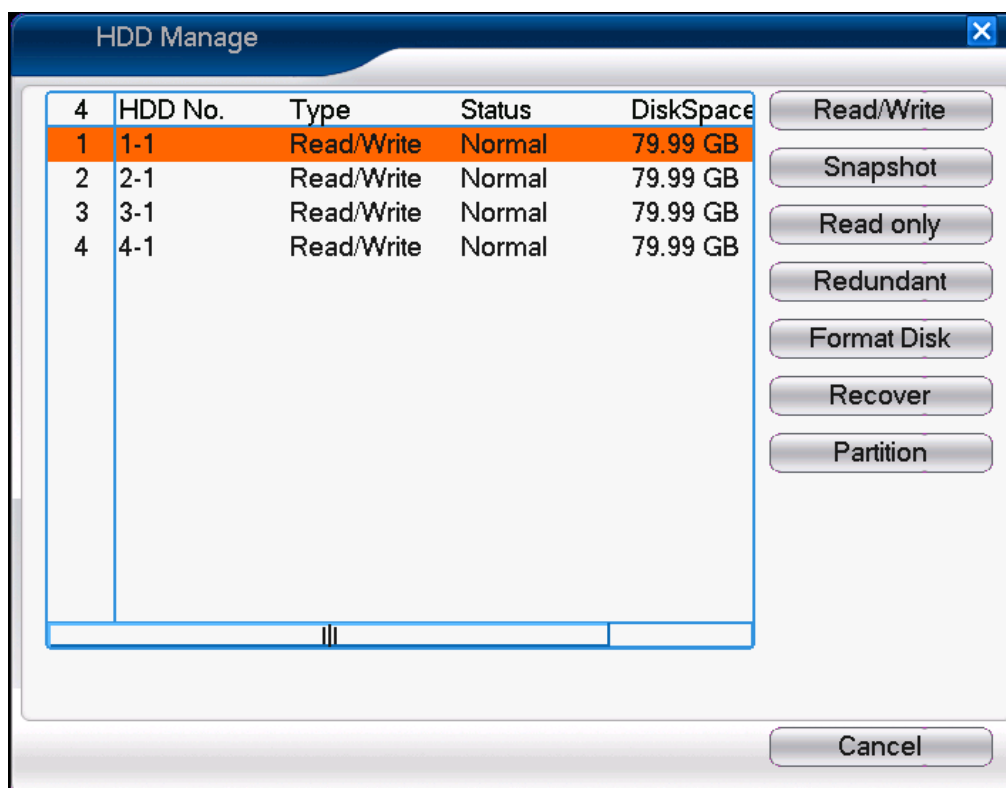 HDD Manage
4 HDD No. Type Status DiskSpace
1 1-1 Read/Write Normal 79.99 GB
2 2-1 Read/Write Normal 79.99 GB
3 3-1 Read/Write Normal 79.99 GB
4 4-1 Read/Write Normal 79.99 GB
Read/Write
Snapshot
Read only
Redundant
Format Disk
Recover
Partition
Cancel